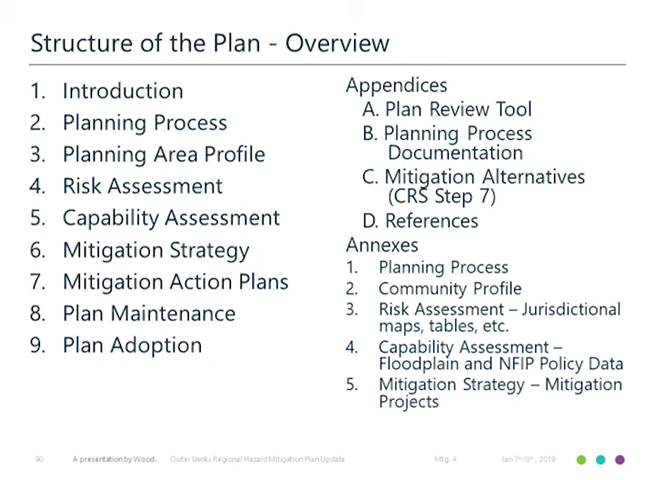 Structure of the Plan - Overview
1. Introduction
2. Planning Process
3. Planning Area Profile
4. Risk Assessment
5. Capability Assessment
6. Mitigation Strategy
7. Mitigation Action Plans
8. Plan Maintenance
9. Plan Adoption
Appendices
A. Plan Review Tool
B. Planning Process
Documentation
C. Mitigation Alternatives
(CRS Step 7)
D. References
Annexes
1. Planning Process
2. Community Profile
3. Risk Assessment – Jurisdictional
maps, tables, etc.
4. Capability Assessment –
Floodplain and NFIP Policy Data
5. Mitigation Strategy – Mitigation
Projects
90 A presentation by Wood. Outer Banks Regional Hazard Mitigation Plan Update Mtg. 4 Jan 7th/8th, 2019